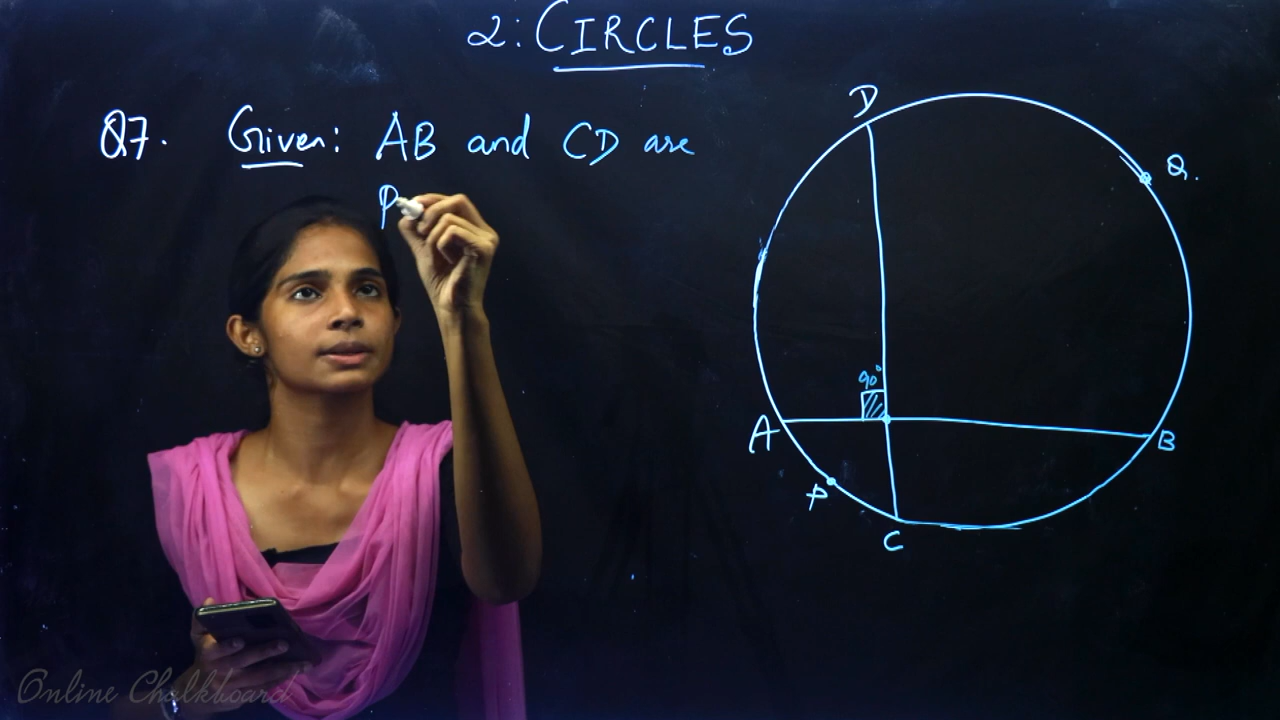 2: CIRCLES
Q7. Given: AB and CD are
P
D
Q.
90°
A
B
P
C
Online Chalkboard